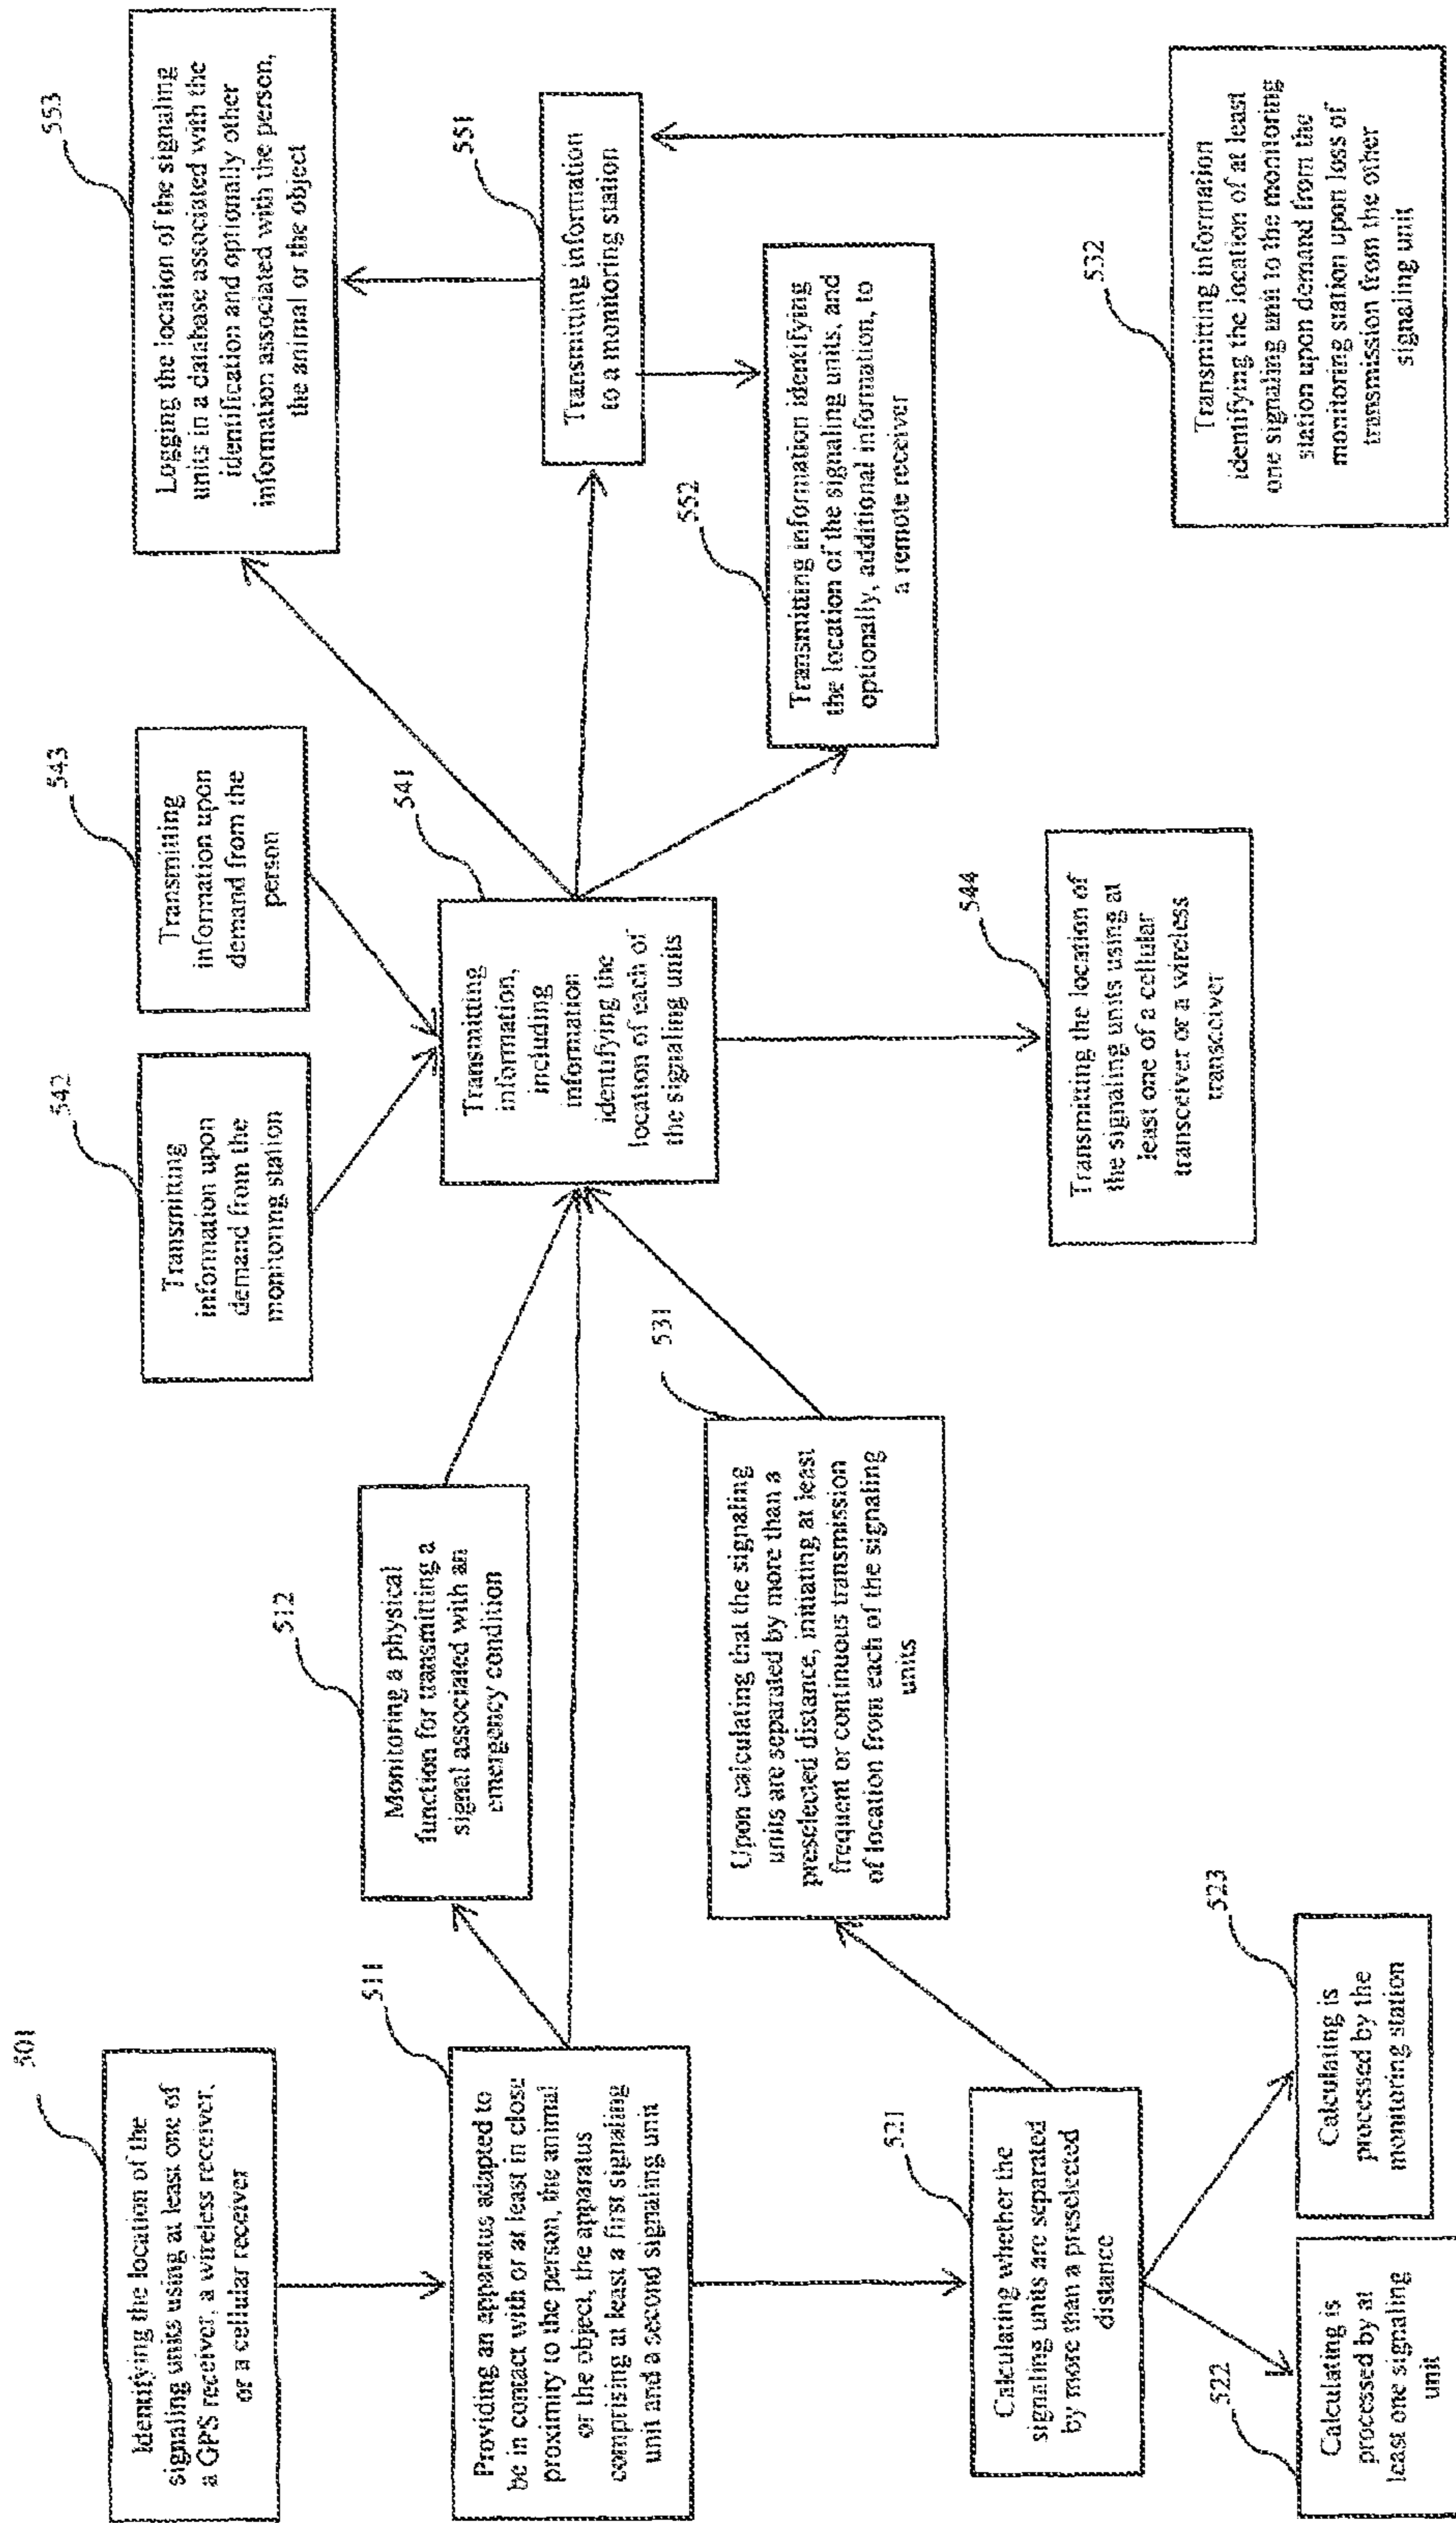 501
Identifying the location of the
signaling units using at least one of
a GPS receiver, a wireless receiver,
or a cellular receiver
511
Providing an apparatus adapted to
be in contact with or at least in close
proximity to the person, the animal
or the object, the apparatus
comprising at least a first signaling
unit and a second signaling unit
521
Calculating whether the
signaling units are separated
by more than a preselected
distance
522
Calculating is
processed by at
least one signaling
unit
523
Calculating is
processed by the
monitoring station
512
Monitoring a physical
function for transmitting a
signal associated with an
emergency condition
531
Upon calculating that the signaling
units are separated by more than a
preselected distance, initiating at least
frequent or continuous transmission
of location from each of the signaling
units
542
Transmitting
information upon
demand from the
monitoring station
543
Transmitting
information upon
demand from the
person
541
Transmitting
information,
including
information
identifying the
location of each of
the signaling units
544
Transmitting the location of
the signaling units using at
least one of a cellular
transceiver or a wireless
transceiver
553
Logging the location of the signaling
units in a database associated with the
identification and optionally other
information associated with the person,
the animal or the object
551
Transmitting information
to a monitoring station
552
Transmitting information identifying
the location of the signaling units, and
optionally, additional information, to
a remote receiver
532
Transmitting information
identifying the location of at least
one signaling unit to the monitoring
station upon demand from the
monitoring station upon loss of
transmission from the other
signaling unit